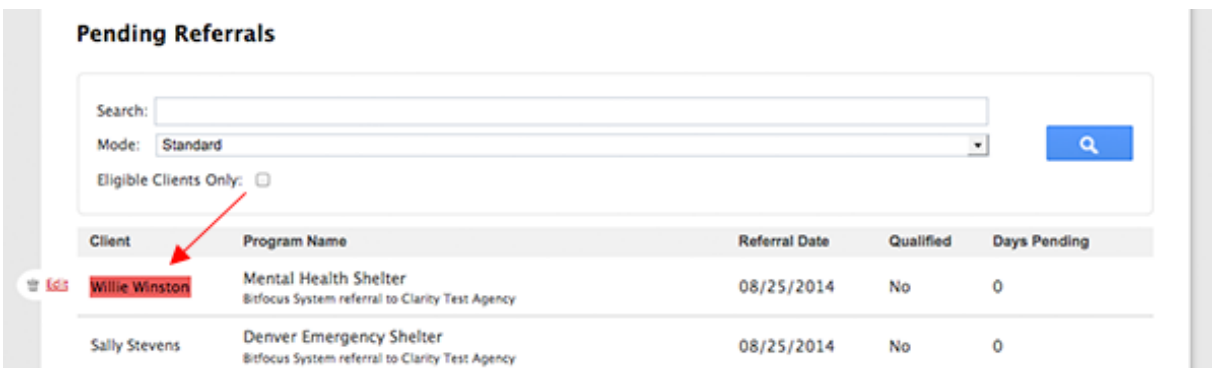 Pending Referrals
Search:
Mode: Standard
Eligible Clients Only:
Client Program Name Referral Date Qualified Days Pending
Edit Willie Winston Mental Health Shelter 08/25/2014 No 0
Bitfocus System referral to Clarity Test Agency
Sally Stevens Denver Emergency Shelter 08/25/2014 No 0
Bitfocus System referral to Clarity Test Agency